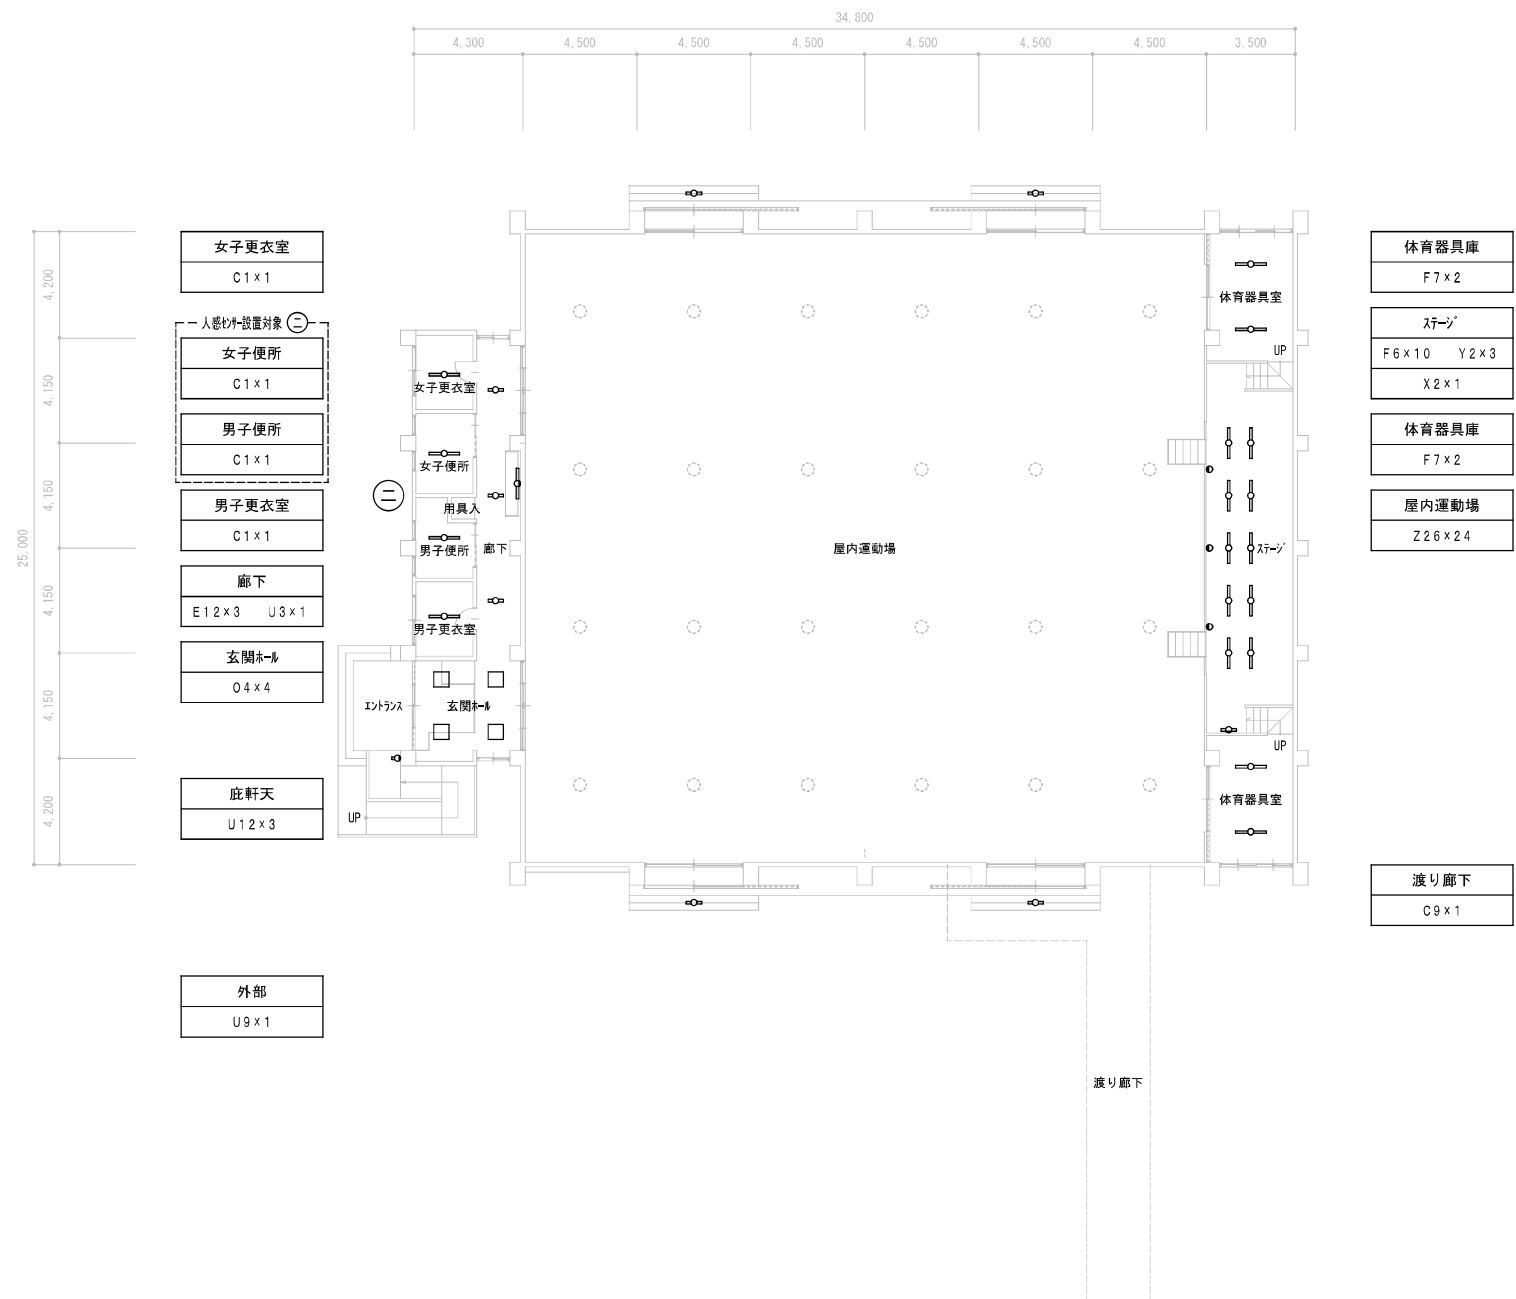 34,800
4,300 4,500 4,500 4,500 4,500 4,500 4,500 3,500
25,000
4,200
4,150
4,150
4,150
4,150
4,200
女子更衣室
C1×1
人感ｾﾝｻｰ設置対象 ニ
女子便所
C1×1
男子便所
C1×1
男子更衣室
C1×1
廊下
E12×3 U3×1
玄関ﾎｰﾙ
O4×4
庇軒天
U12×3
外部
U9×1
女子更衣室
女子便所
ニ
用具入
男子便所
廊下
男子更衣室
ｴﾝﾄﾗﾝｽ
玄関ﾎｰﾙ
UP
屋内運動場
体育器具室
UP
ｽﾃｰｼﾞ
UP
体育器具室
渡り廊下
体育器具庫
F7×2
ｽﾃｰｼﾞ
F6×10 Y2×3
X2×1
体育器具庫
F7×2
屋内運動場
Z26×24
渡り廊下
C9×1